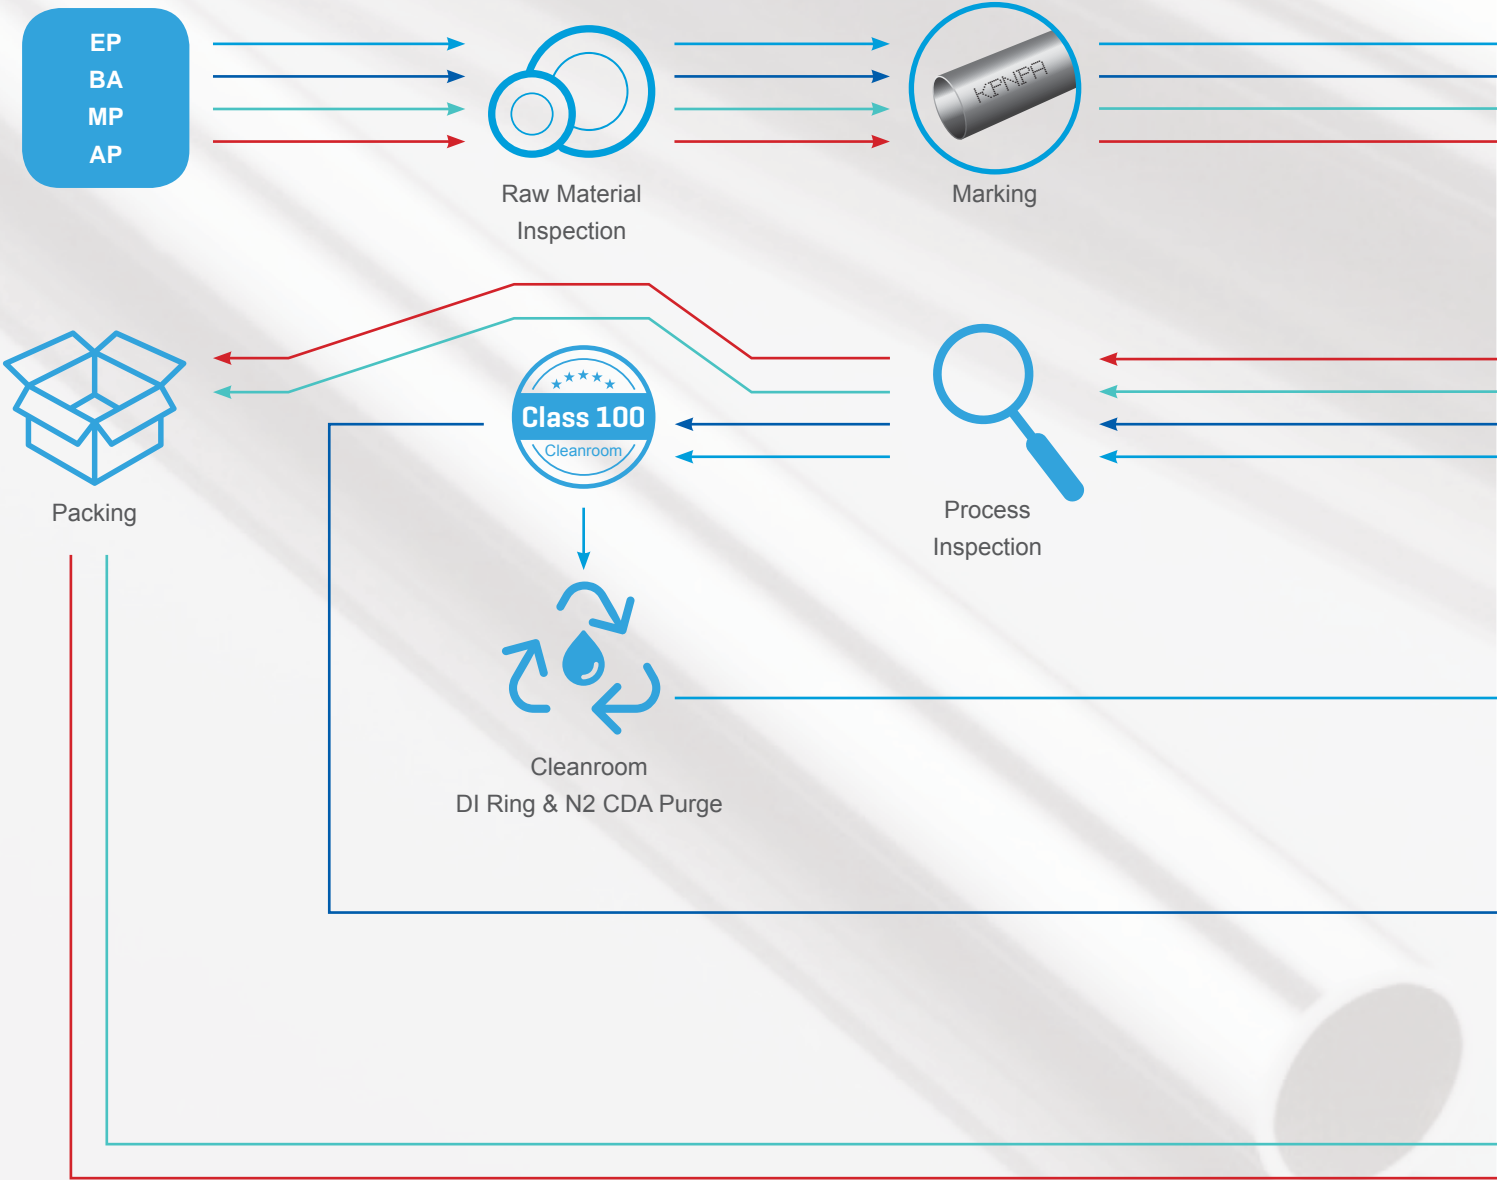 EP
BA
MP
AP
KPNPA
Raw Material
Inspection
Marking
Class 100
Cleanroom
Packing
Process
Inspection
Cleanroom
DI Ring & N2 CDA Purge